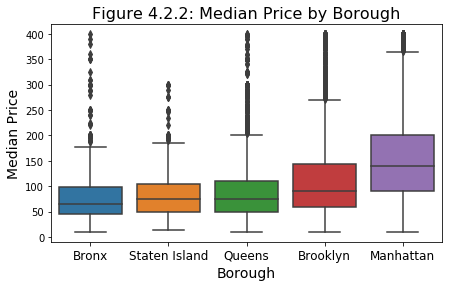 Figure 4.2.2: Median Price by Borough
400
350
300
250
200
150
100
50
0
Median Price
Bronx Staten Island Queens Brooklyn Manhattan
Borough